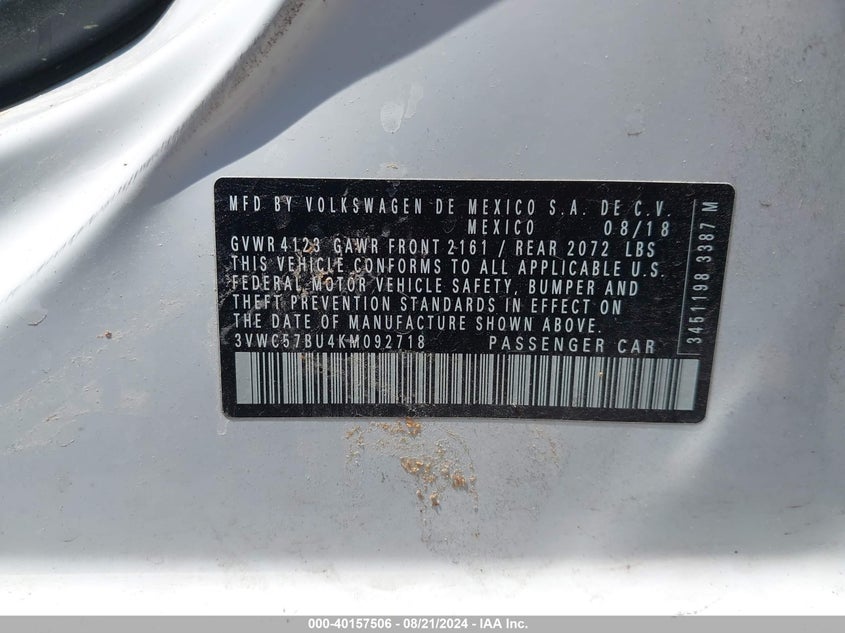 MFD BY VOLKSWAGEN DE MEXICO S.A. DE C.V.
MEXICO 08/18
GVWR 4123 GAWR FRONT 2161 / REAR 2072 LBS
THIS VEHICLE CONFORMS TO ALL APPLICABLE U.S.
FEDERAL MOTOR VEHICLE SAFETY, BUMPER AND
THEFT PREVENTION STANDARDS IN EFFECT ON
THE DATE OF MANUFACTURE SHOWN ABOVE.
3VWC57BU4KM092718 PASSENGER CAR
3451198 3387 M
000-40157506 - 08/21/2024 - IAA Inc.